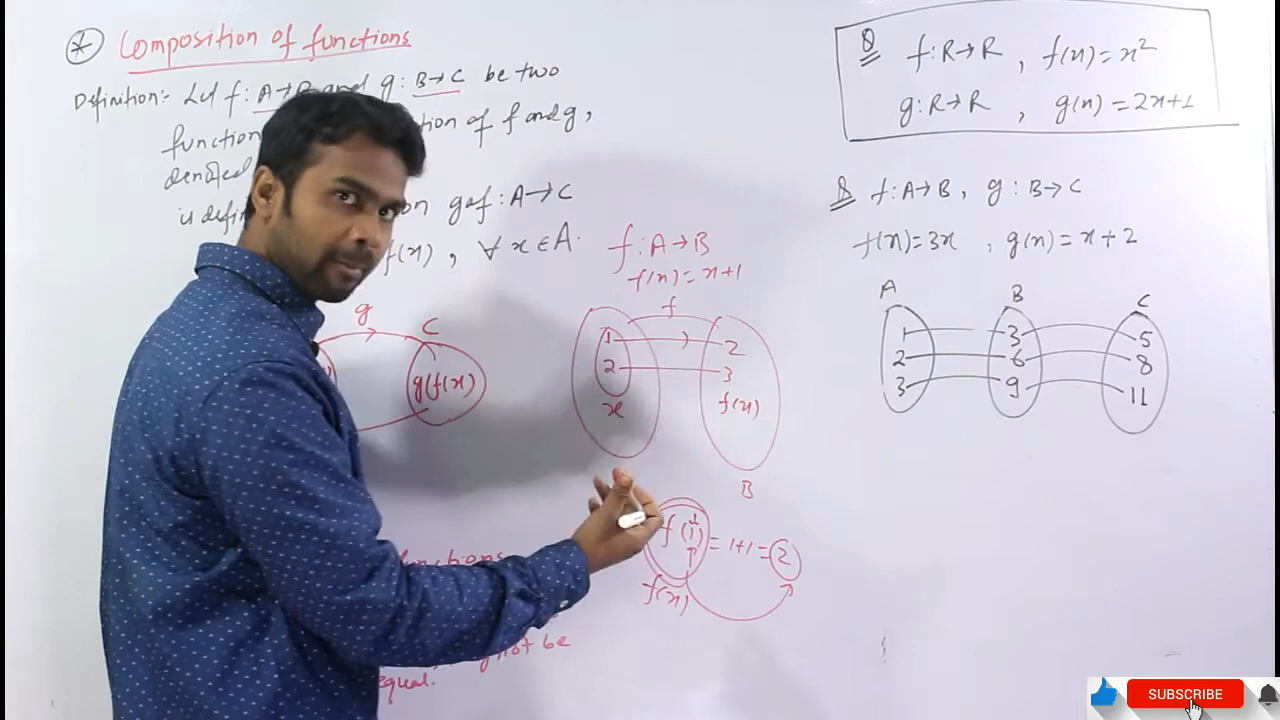 * Composition of functions
Definition:- Let f: A→B and g: B→C be two
function tion of f and g,
denoted
is defin on gof: A→C
f(x), ∀ x ∈ A.
g
C
g(f(x))
f: A→B
f(x) = x+1
f
1 2
2 3
x f(x)
B
f(1) = 1+1 = 2
f(x)
functions
not be
equal.
Q f: R→R, f(x) = x²
g: R→R, g(x) = 2x+1
Q f: A→B, g: B→C
f(x) = 3x, g(x) = x+2
A B C
1 3 5
2 6 8
3 9 11
SUBSCRIBE